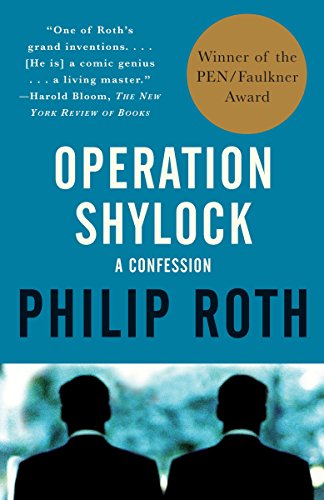 “One of Roth’s
grand inventions. . . .
[He is] a comic genius
. . . a living master.”
—Harold Bloom, The New
York Review of Books
Winner of the
PEN/Faulkner
Award
OPERATION
SHYLOCK
A CONFESSION
PHILIP ROTH